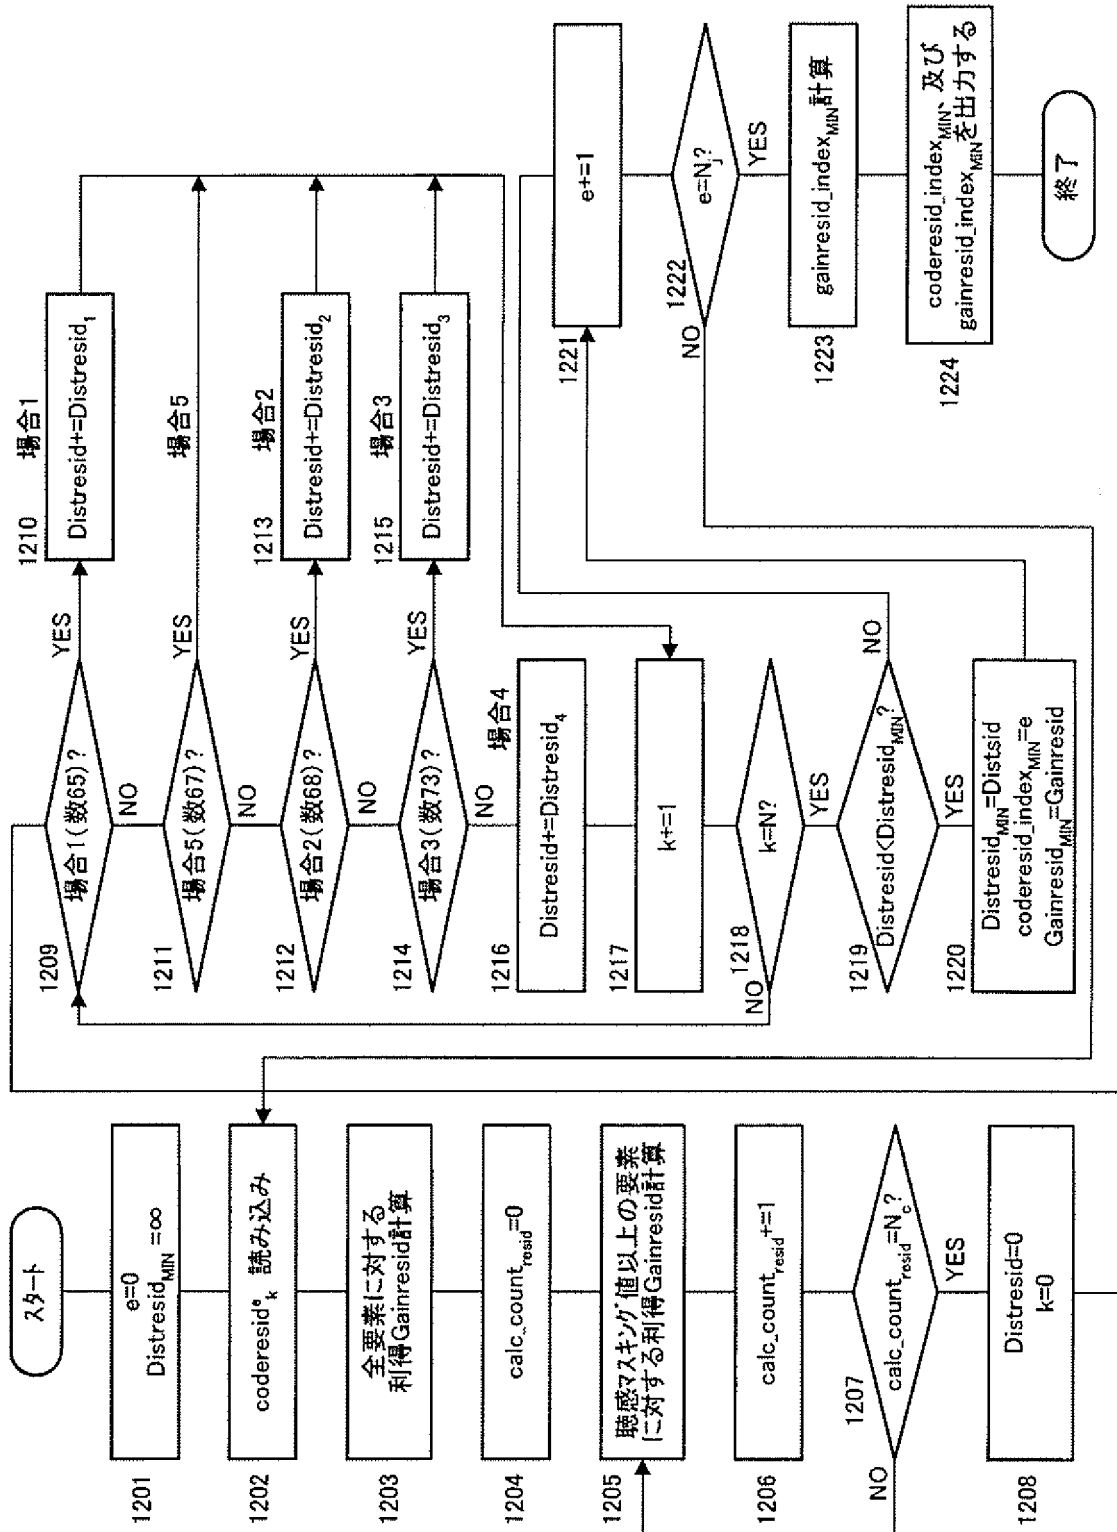 スタート
1201
e=0
Distresid_MIN=∞
1202
coderesid^e_k 読み込み
1203
全要素に対する
利得Gainresid計算
1204
calc_count_resid=0
1205
聴感マスキング値以上の要素
に対する利得Gainresid計算
1206
calc_count_resid+=1
1207
calc_count_resid=N_c?
NO
YES
1208
Distresid=0
k=0
1209
場合1(数65)?
YES
NO
1210
場合1
Distresid+=Distresid_1
1211
場合5(数67)?
YES
場合5
NO
1212
場合2(数68)?
YES
NO
1213
場合2
Distresid+=Distresid_2
1214
場合3(数73)?
YES
NO
1215
場合3
Distresid+=Distresid_3
1216
場合4
Distresid+=Distresid_4
1217
k+=1
1218
k=N?
NO
YES
1219
Distresid<Distresid_MIN?
NO
YES
1220
Distresid_MIN=Distsid
coderesid_index_MIN=e
Gainresid_MIN=Gainresid
1221
e+=1
1222
e=N_j?
NO
YES
1223
gainresid_index_MIN計算
1224
coderesid_index_MIN、及び
gainresid_index_MINを出力する
終了